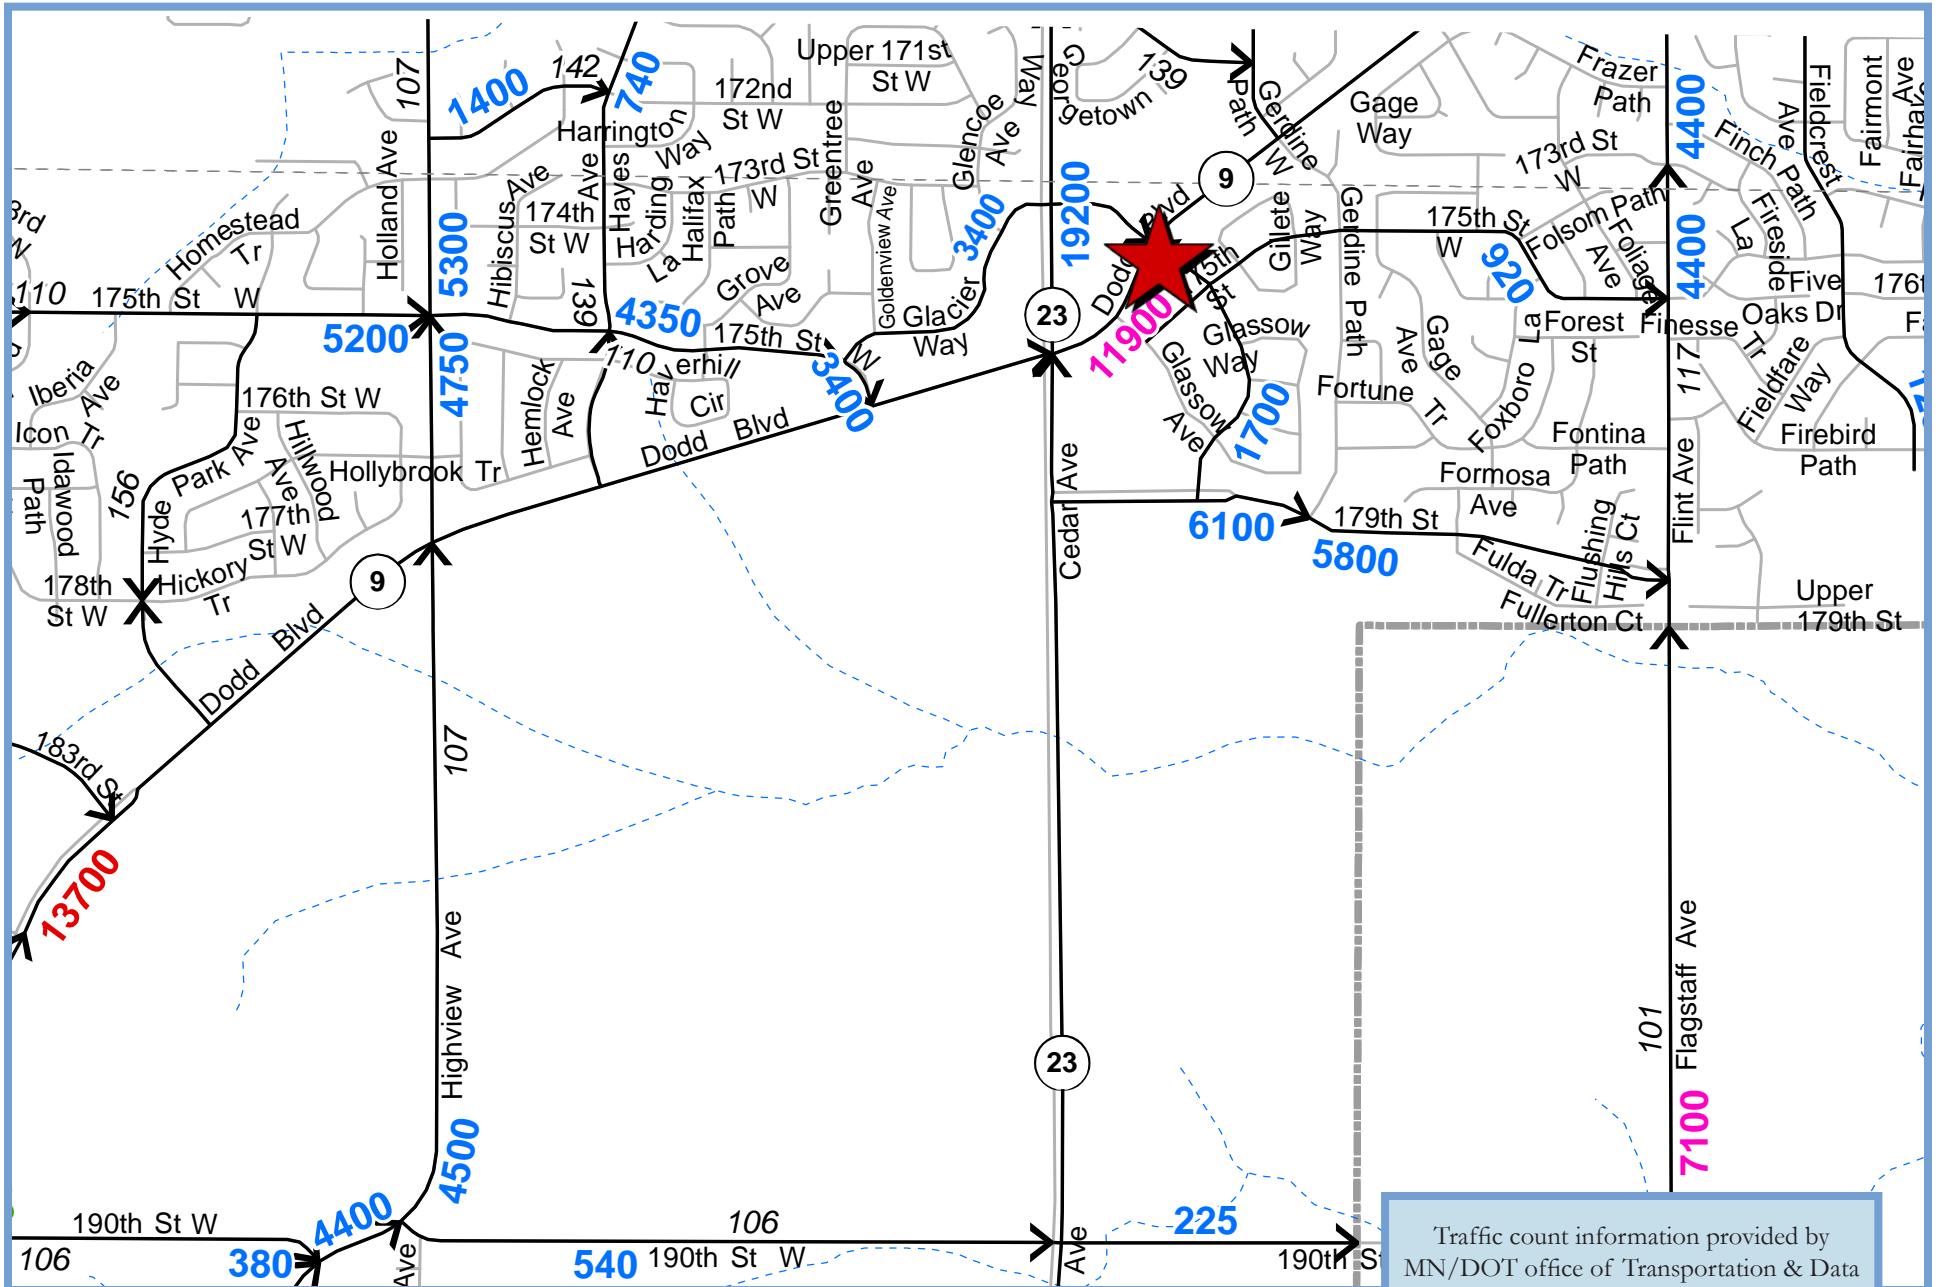 107
142
740
1400
Upper 171st
St W
172nd
St W
Harrington
Way
Way
Georgetown
139
Path
Gerdine
W
Gage
Way
Frazer
Path
4400
Fieldcrest
Ave
Fairmont
Ave
Holland Ave
Hibiscus Ave
Ave
Hayes
Harding
La
Halifax
Path
173rd St
W
Greentree
Ave
Glencoe
Ave
19200
9
173rd St
W
Finch Path
174th
St W
Homestead
Tr
5300
Goldenview Ave
3400
Dodd Blvd
Gillete
Way
Gerdine Path
175th St
W
920
Folsom Path
Foliage
Ave
4400
Fireside
La
110
175th St W
5200
139
4350
Grove
Ave
175th St W
Glacier
Way
23
11900
St
Glassow
Way
Glassow
Ave
1700
Gage
Ave
Forest
St
Finesse
Tr
Five
Oaks Dr
4750
110
Haverhill
Cir
3400
Iberia
Ave
176th St W
Hemlock
Ave
Dodd Blvd
Fortune Tr
Foxboro La
117
Fieldfare
Way
Icon Tr
Idawood
Path
156
Park Ave
Hillwood
Ave
Hollybrook Tr
Fontina
Path
Firebird
Path
Formosa
Ave
Flint Ave
Hyde
177th
St W
Cedar Ave
6100
179th St
5800
Flushing
Hills Ct
178th
St W
Hickory
Tr
9
Fulda Tr
Fullerton Ct
Upper
179th St
Dodd Blvd
183rd St
107
13700
Highview Ave
23
101
Flagstaff Ave
7100
4500
4400
190th St W
106
380
540
106
190th St W
Ave
Ave
225
190th St
Traffic count information provided by
MN/DOT office of Transportation & Data